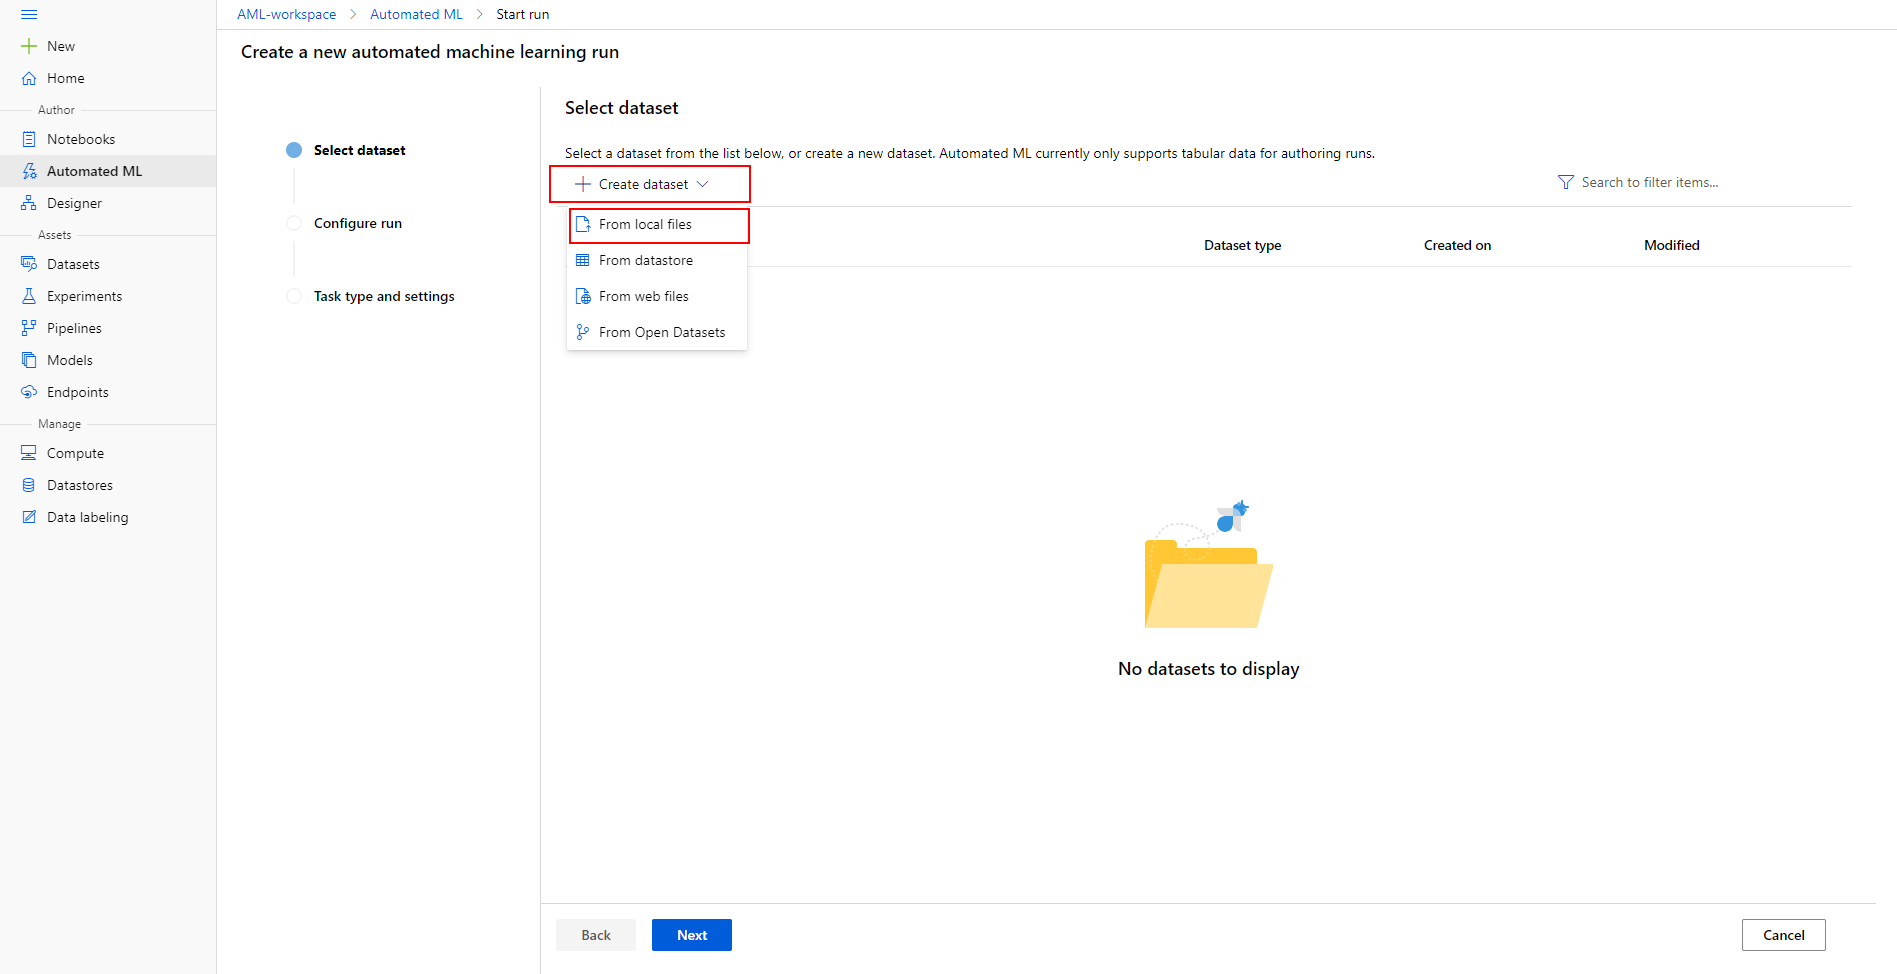 AML-workspace > Automated ML > Start run
New
Home
Author
Notebooks
Automated ML
Designer
Assets
Datasets
Experiments
Pipelines
Models
Endpoints
Manage
Compute
Datastores
Data labeling
Create a new automated machine learning run
Select dataset
Configure run
Task type and settings
Select dataset
Select a dataset from the list below, or create a new dataset. Automated ML currently only supports tabular data for authoring runs.
Create dataset
Search to filter items...
From local files
From datastore
From web files
From Open Datasets
Dataset type Created on Modified
No datasets to display
Back Next Cancel